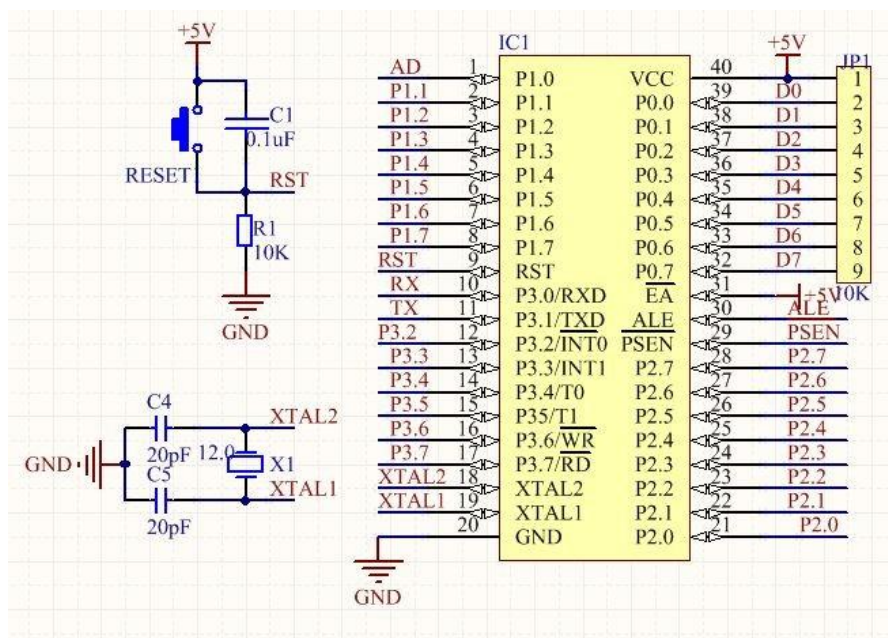 +5V
C1
0.1uF
RESET
RST
R1
10K
GND
C4
XTAL2
20pF
12.0
X1
GND
C5
XTAL1
20pF
IC1
AD 1 P1.0 VCC 40 +5V JP1 1
P1.1 2 P1.1 P0.0 39 D0 2
P1.2 3 P1.2 P0.1 38 D1 3
P1.3 4 P1.3 P0.2 37 D2 4
P1.4 5 P1.4 P0.3 36 D3 5
P1.5 6 P1.5 P0.4 35 D4 6
P1.6 7 P1.6 P0.5 34 D5 7
P1.7 8 P1.7 P0.6 33 D6 8
RST 9 RST P0.7 32 D7 9
RX 10 P3.0/RXD EA 31 +5V 10K
TX 11 P3.1/TXD ALE 30 ALE
P3.2 12 P3.2/INT0 PSEN 29 PSEN
P3.3 13 P3.3/INT1 P2.7 28 P2.7
P3.4 14 P3.4/T0 P2.6 27 P2.6
P3.5 15 P35/T1 P2.5 26 P2.5
P3.6 16 P3.6/WR P2.4 25 P2.4
P3.7 17 P3.7/RD P2.3 24 P2.3
XTAL2 18 XTAL2 P2.2 23 P2.2
XTAL1 19 XTAL1 P2.1 22 P2.1
20 GND P2.0 21 P2.0
GND